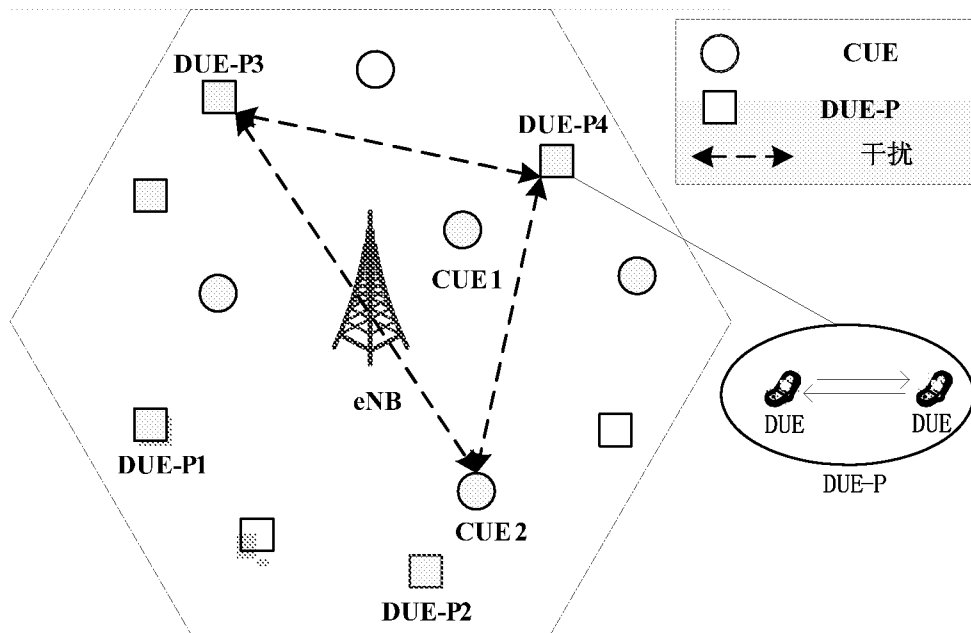 DUE-P3
CUE
DUE-P
干扰
DUE-P4
CUE1
eNB
DUE
DUE
DUE-P
DUE-P1
CUE2
DUE-P2